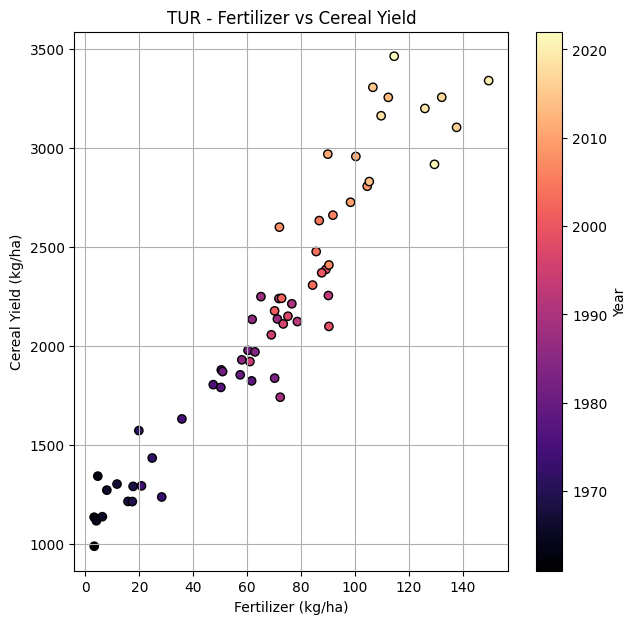 TUR - Fertilizer vs Cereal Yield
3500
3000
2500
2000
1500
1000
Cereal Yield (kg/ha)
0 20 40 60 80 100 120 140
Fertilizer (kg/ha)
2020
2010
2000
1990
1980
1970
Year